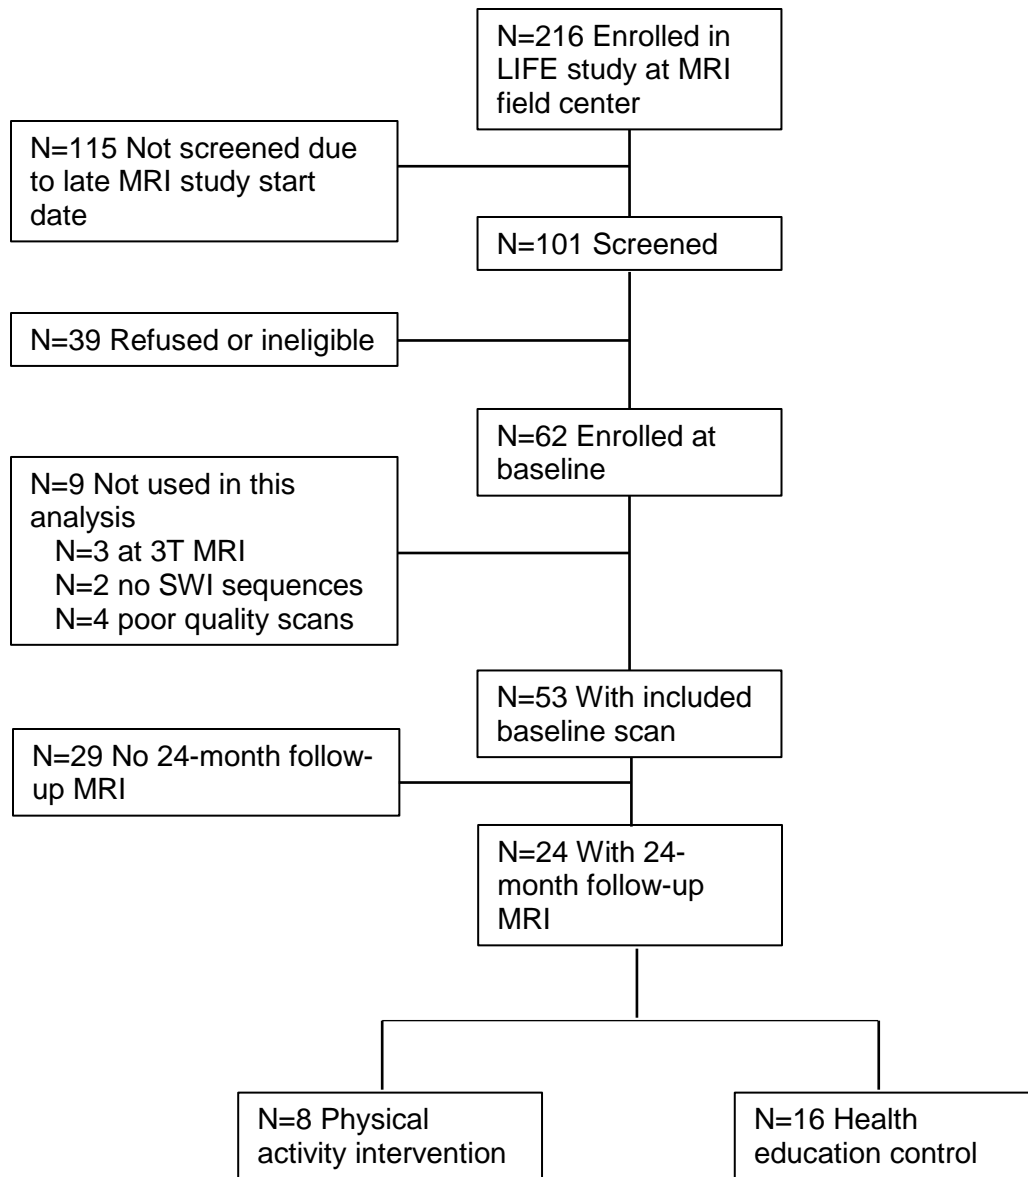 N=216 Enrolled in
LIFE study at MRI
field center
N=115 Not screened due
to late MRI study start
date
N=101 Screened
N=39 Refused or ineligible
N=62 Enrolled at
baseline
N=9 Not used in this
analysis
N=3 at 3T MRI
N=2 no SWI sequences
N=4 poor quality scans
N=53 With included
baseline scan
N=29 No 24-month follow-
up MRI
N=24 With 24-
month follow-up
MRI
N=8 Physical
activity intervention
N=16 Health
education control